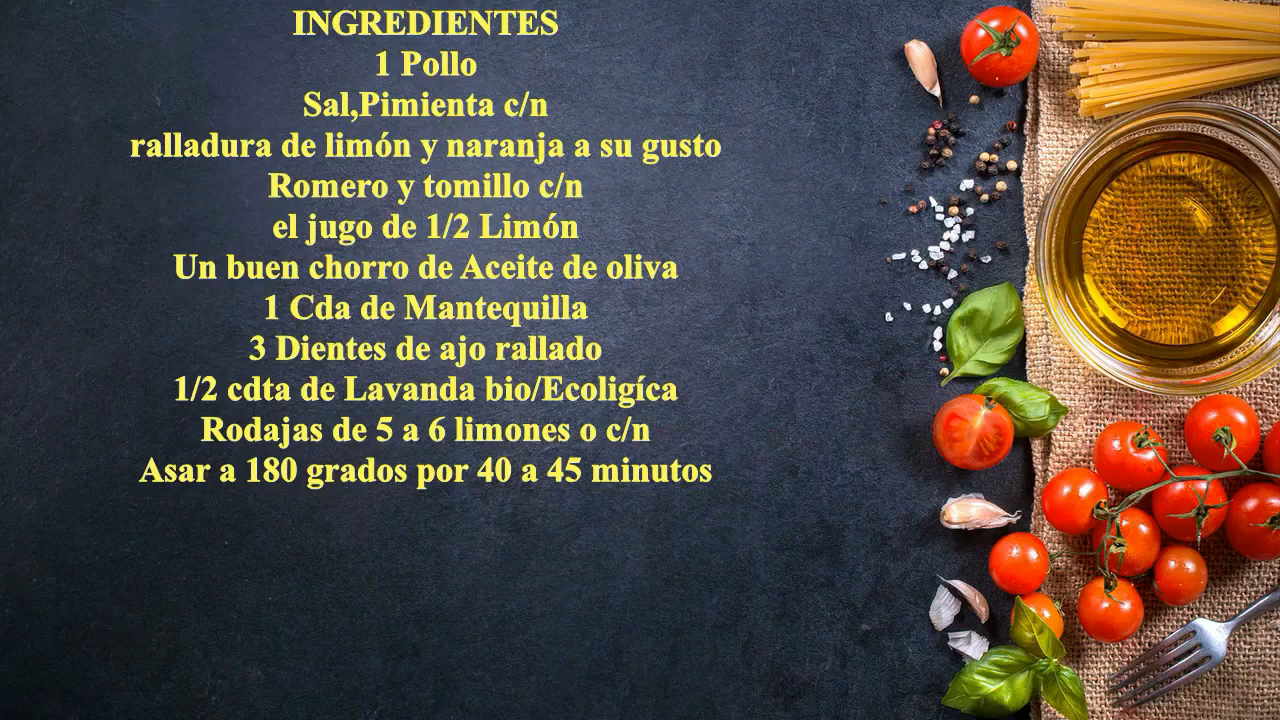 INGREDIENTES
1 Pollo
Sal,Pimienta c/n
ralladura de limón y naranja a su gusto
Romero y tomillo c/n
el jugo de 1/2 Limón
Un buen chorro de Aceite de oliva
1 Cda de Mantequilla
3 Dientes de ajo rallado
1/2 cdta de Lavanda bio/Ecoligíca
Rodajas de 5 a 6 limones o c/n
Asar a 180 grados por 40 a 45 minutos